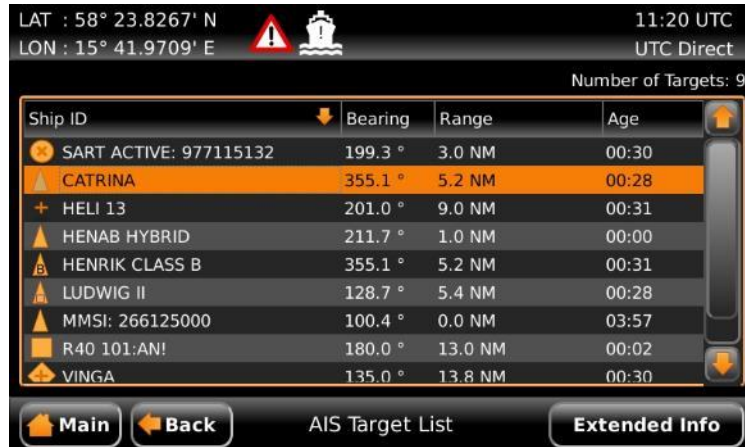 LAT : 58° 23.8267' N
LON : 15° 41.9709' E
11:20 UTC
UTC Direct
Number of Targets: 9
Ship ID Bearing Range Age
SART ACTIVE: 977115132 199.3 ° 3.0 NM 00:30
CATRINA 355.1 ° 5.2 NM 00:28
HELI 13 201.0 ° 9.0 NM 00:31
HENAB HYBRID 211.7 ° 1.0 NM 00:00
B HENRIK CLASS B 355.1 ° 5.2 NM 00:31
LUDWIG II 128.7 ° 5.4 NM 00:28
MMSI: 266125000 100.4 ° 0.0 NM 03:57
R40 101:AN! 180.0 ° 13.0 NM 00:02
VINGA 135.0 ° 13.8 NM 00:30
Main Back AIS Target List Extended Info